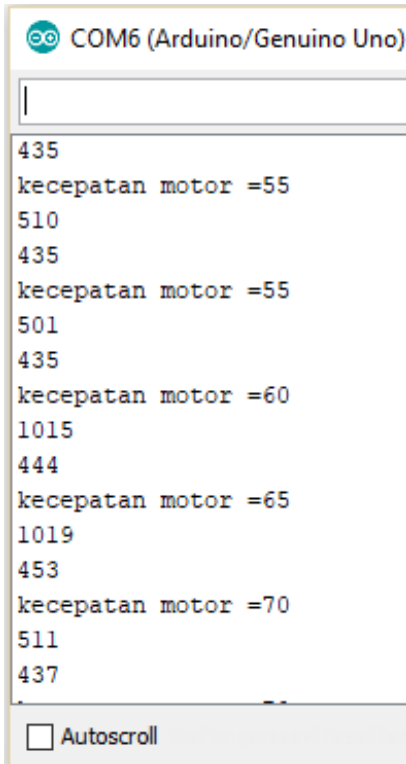 COM6 (Arduino/Genuino Uno)
435
kecepatan motor =55
510
435
kecepatan motor =55
501
435
kecepatan motor =60
1015
444
kecepatan motor =65
1019
453
kecepatan motor =70
511
437
Autoscroll